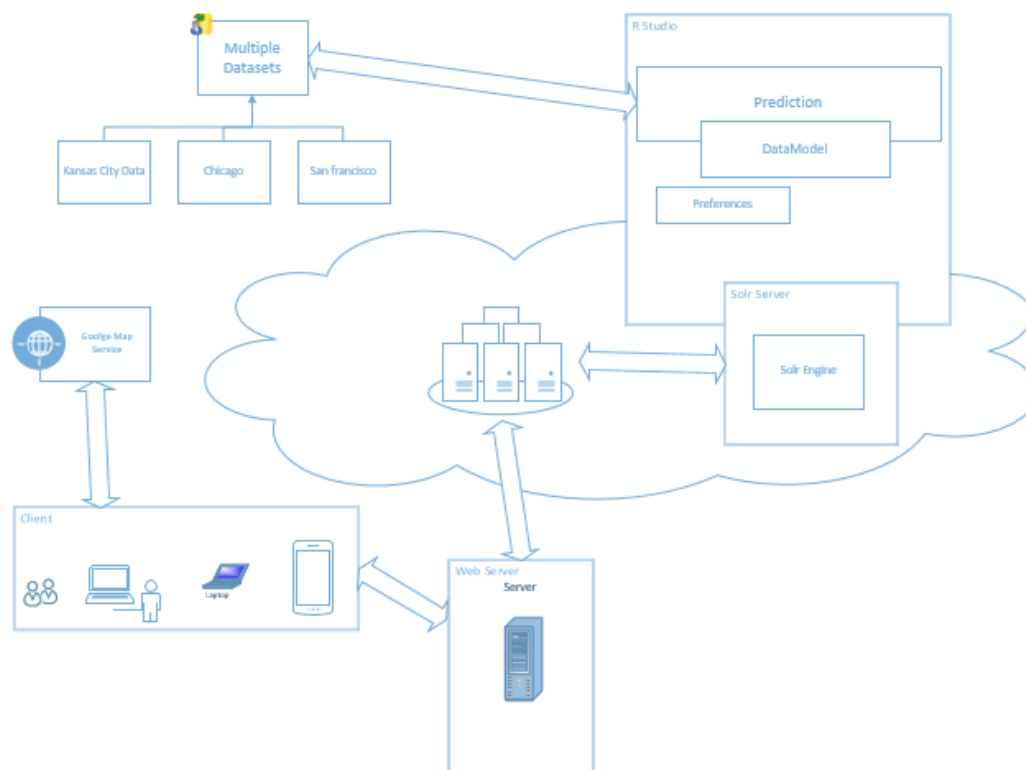 R Studio
Multiple
Datasets
Prediction
DataModel
Kansas City Data
Chicago
San francisco
Preferences
Solr Server
Goolge Map
Service
Solr Engine
Client
Laptop
Web Server
Server